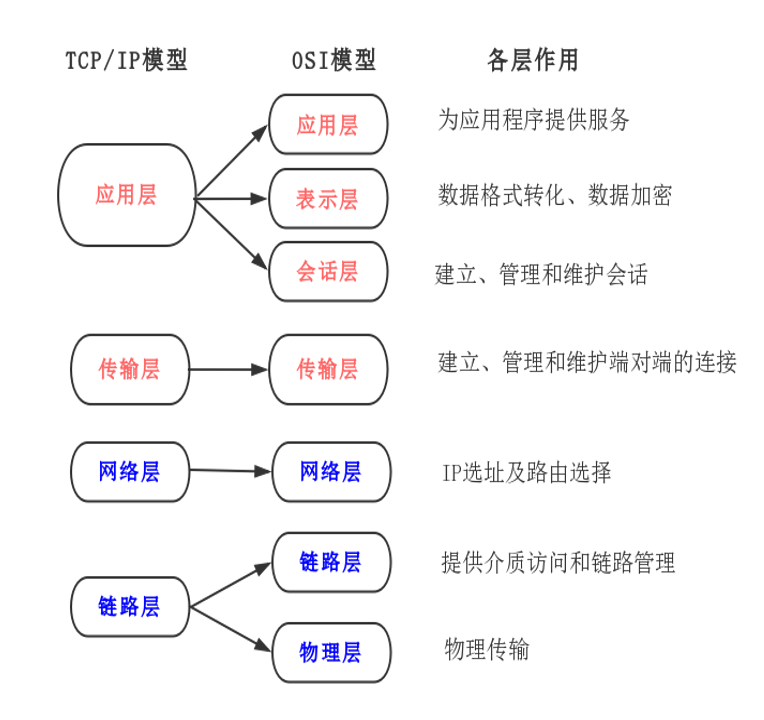 TCP/IP模型 OSI模型 各层作用
应用层 为应用程序提供服务
应用层 表示层 数据格式转化、数据加密
会话层 建立、管理和维护会话
传输层 传输层 建立、管理和维护端对端的连接
网络层 网络层 IP选址及路由选择
链路层 提供介质访问和链路管理
链路层 物理层 物理传输